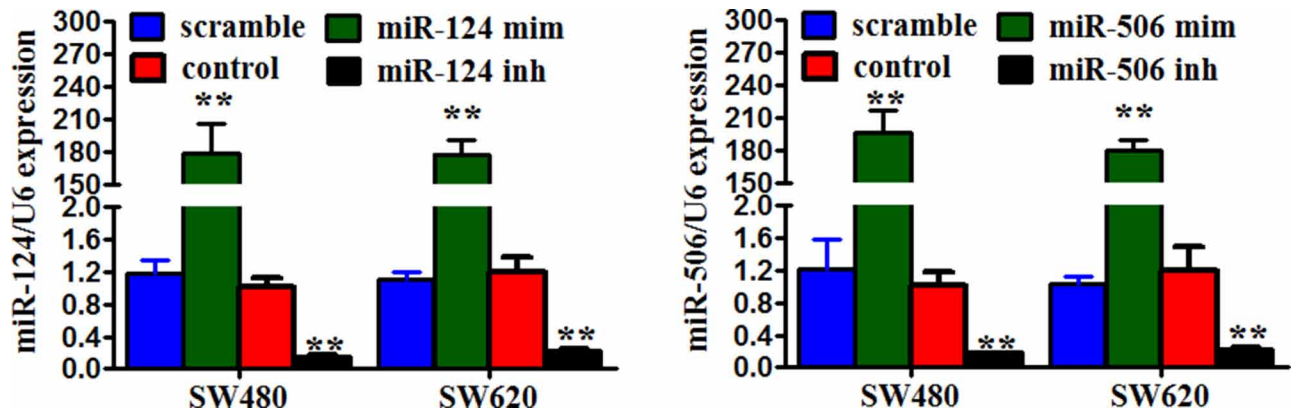 miR-124/U6 expression
300
270
240
210
180
150
2.0
1.6
1.2
0.8
0.4
0.0
scramble
miR-124 mim
control
miR-124 inh
**
**
**
**
SW480
SW620
miR-506/U6 expression
300
270
240
210
180
150
2.0
1.6
1.2
0.8
0.4
0.0
scramble
miR-506 mim
control
miR-506 inh
**
**
**
**
SW480
SW620